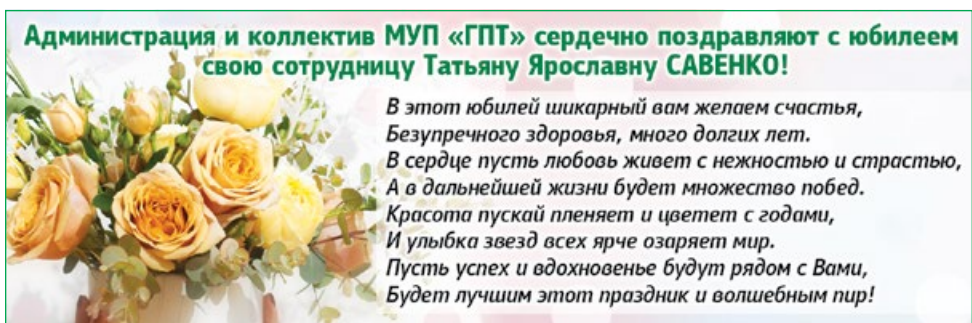 Администрация и коллектив МУП «ГПТ» сердечно поздравляют с юбилеем
свою сотрудницу Татьяну Ярославну САВЕНКО!
В этот юбилей шикарный вам желаем счастья,
Безупречного здоровья, много долгих лет.
В сердце пусть любовь живет с нежностью и страстью,
А в дальнейшей жизни будет множество побед.
Красота пускай пленяет и цветет с годами,
И улыбка звезд всех ярче озаряет мир.
Пусть успех и вдохновенье будут рядом с Вами,
Будет лучшим этот праздник и волшебным пир!